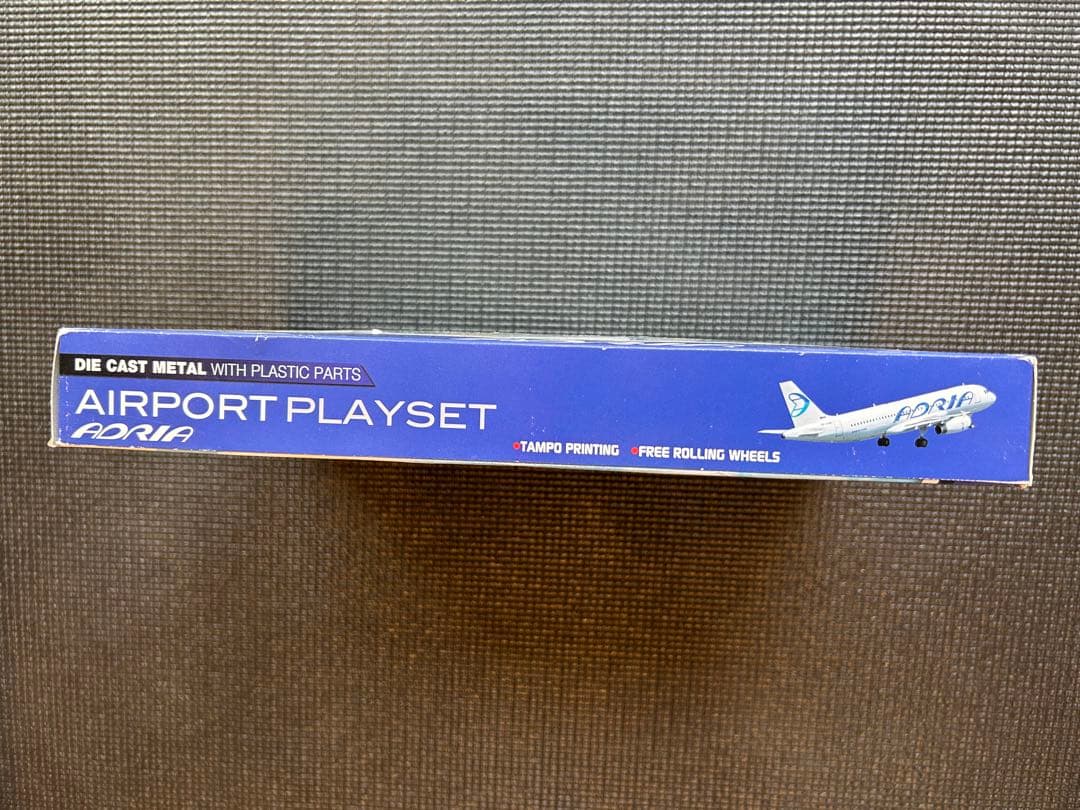 DIE CAST METAL WITH PLASTIC PARTS
AIRPORT PLAYSET
ADRIA
TAMPO PRINTING FREE ROLLING WHEELS
ADRIA